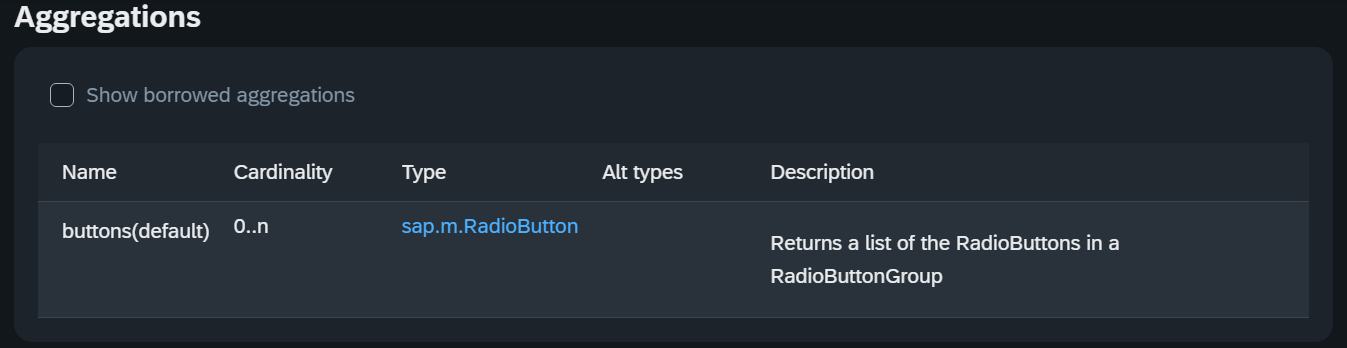 Aggregations
Show borrowed aggregations
Name Cardinality Type Alt types Description
buttons(default) 0..n sap.m.RadioButton Returns a list of the RadioButtons in a
RadioButtonGroup